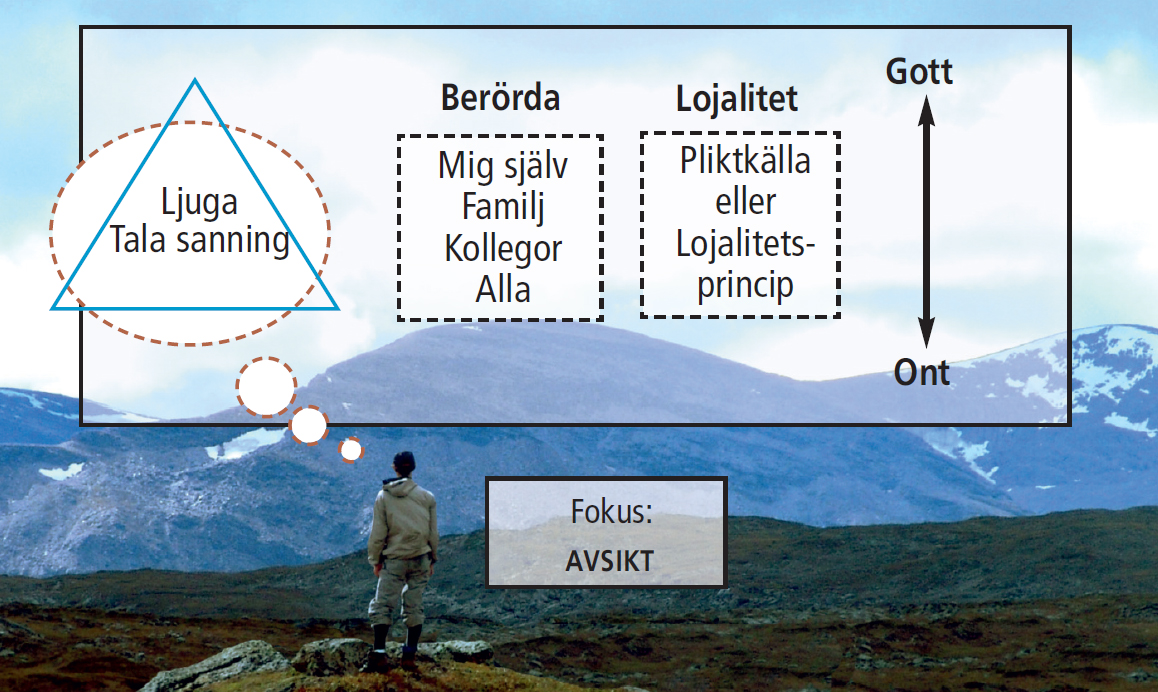 Ljuga
Tala sanning
Berörda
Mig själv
Familj
Kollegor
Alla
Lojalitet
Pliktkälla
eller
Lojalitets-
princip
Gott
Ont
Fokus:
AVSIKT